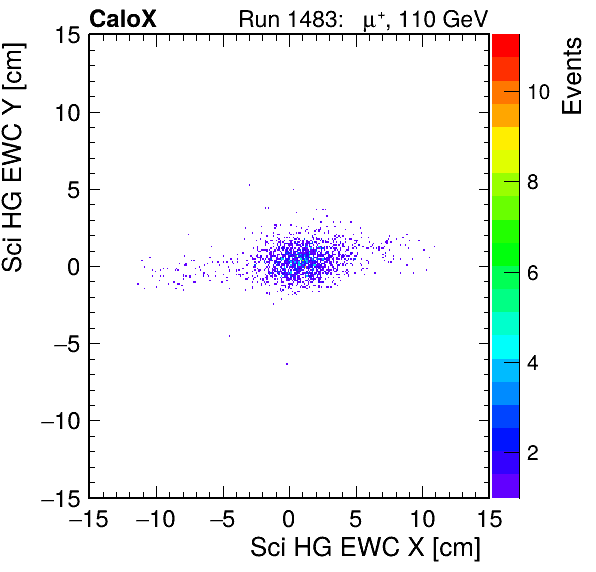 CaloX Run 1483: μ⁺, 110 GeV
Sci HG EWC Y [cm]
15
10
5
0
−5
−10
−15
−15 −10 −5 0 5 10 15
Sci HG EWC X [cm]
Events
10
8
6
4
2